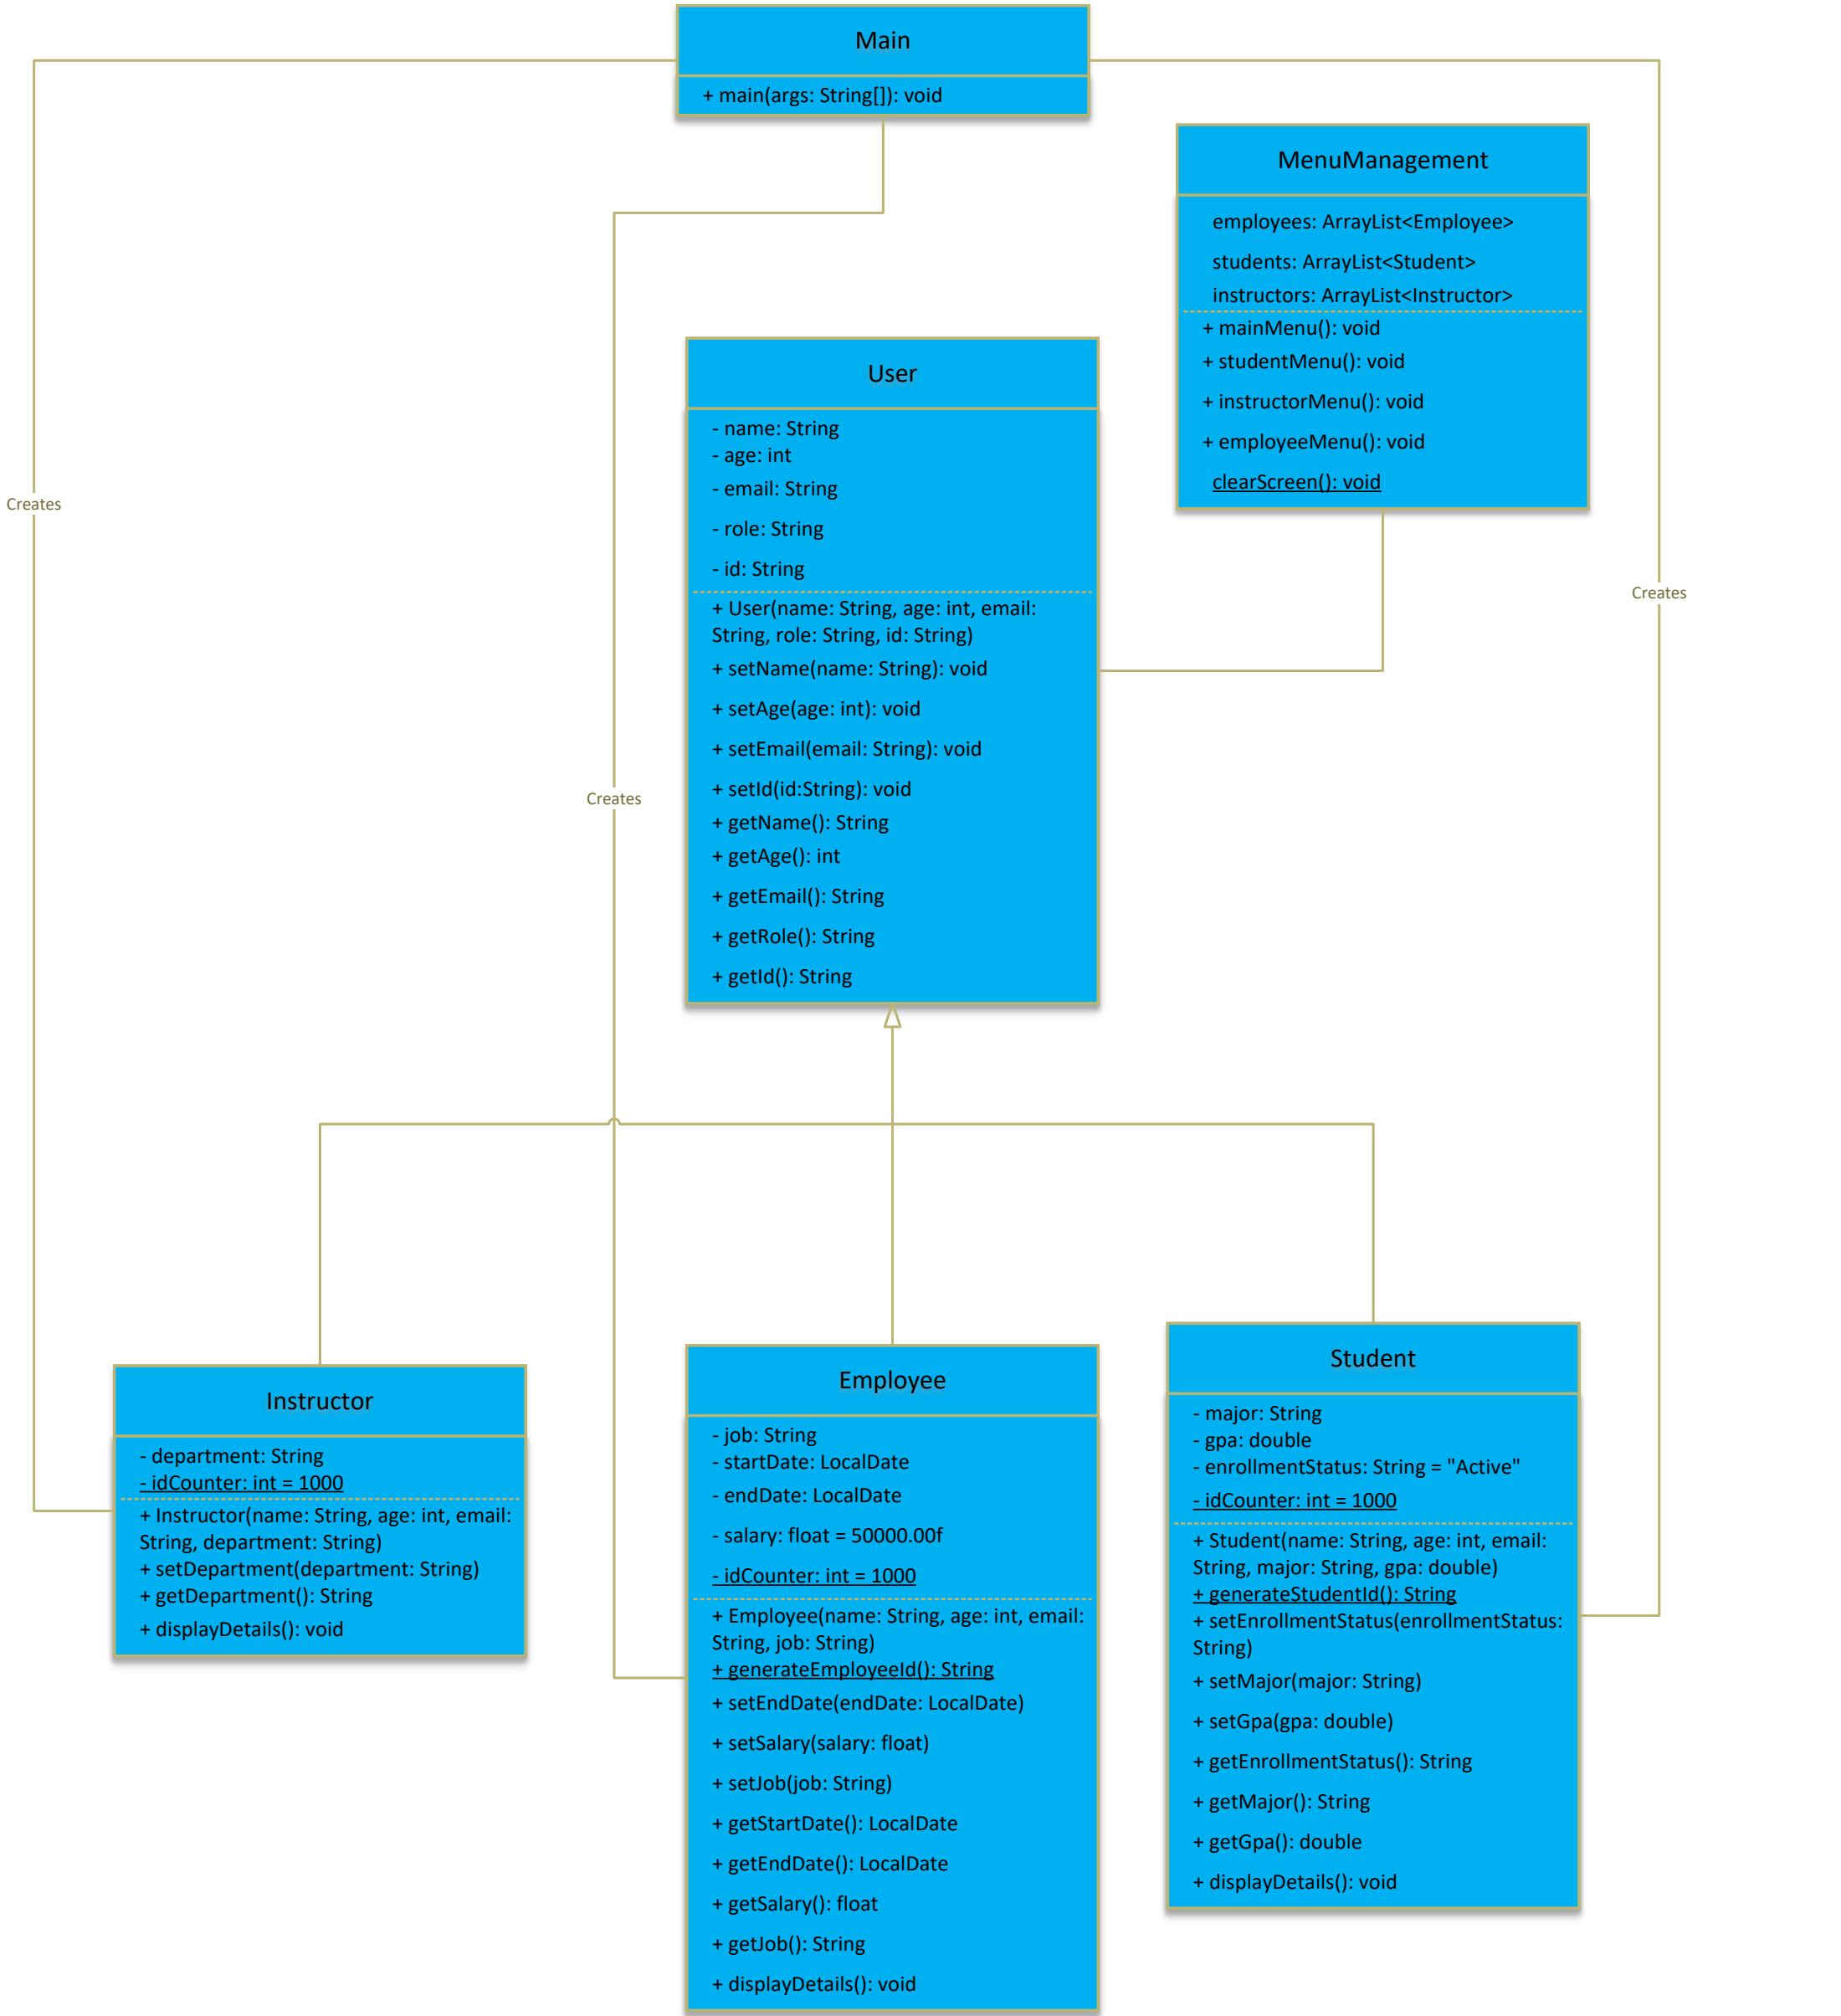 Main
+ main(args: String[]): void
MenuManagement
employees: ArrayList<Employee>
students: ArrayList<Student>
instructors: ArrayList<Instructor>
+ mainMenu(): void
+ studentMenu(): void
+ instructorMenu(): void
+ employeeMenu(): void
clearScreen(): void
User
- name: String
- age: int
- email: String
- role: String
- id: String
+ User(name: String, age: int, email:
String, role: String, id: String)
+ setName(name: String): void
+ setAge(age: int): void
+ setEmail(email: String): void
+ setId(id:String): void
+ getName(): String
+ getAge(): int
+ getEmail(): String
+ getRole(): String
+ getId(): String
Creates
Creates
Creates
Instructor
- department: String
- idCounter: int = 1000
+ Instructor(name: String, age: int, email:
String, department: String)
+ setDepartment(department: String)
+ getDepartment(): String
+ displayDetails(): void
Employee
- job: String
- startDate: LocalDate
- endDate: LocalDate
- salary: float = 50000.00f
- idCounter: int = 1000
+ Employee(name: String, age: int, email:
String, job: String)
+ generateEmployeeId(): String
+ setEndDate(endDate: LocalDate)
+ setSalary(salary: float)
+ setJob(job: String)
+ getStartDate(): LocalDate
+ getEndDate(): LocalDate
+ getSalary(): float
+ getJob(): String
+ displayDetails(): void
Student
- major: String
- gpa: double
- enrollmentStatus: String = "Active"
- idCounter: int = 1000
+ Student(name: String, age: int, email:
String, major: String, gpa: double)
+ generateStudentId(): String
+ setEnrollmentStatus(enrollmentStatus:
String)
+ setMajor(major: String)
+ setGpa(gpa: double)
+ getEnrollmentStatus(): String
+ getMajor(): String
+ getGpa(): double
+ displayDetails(): void